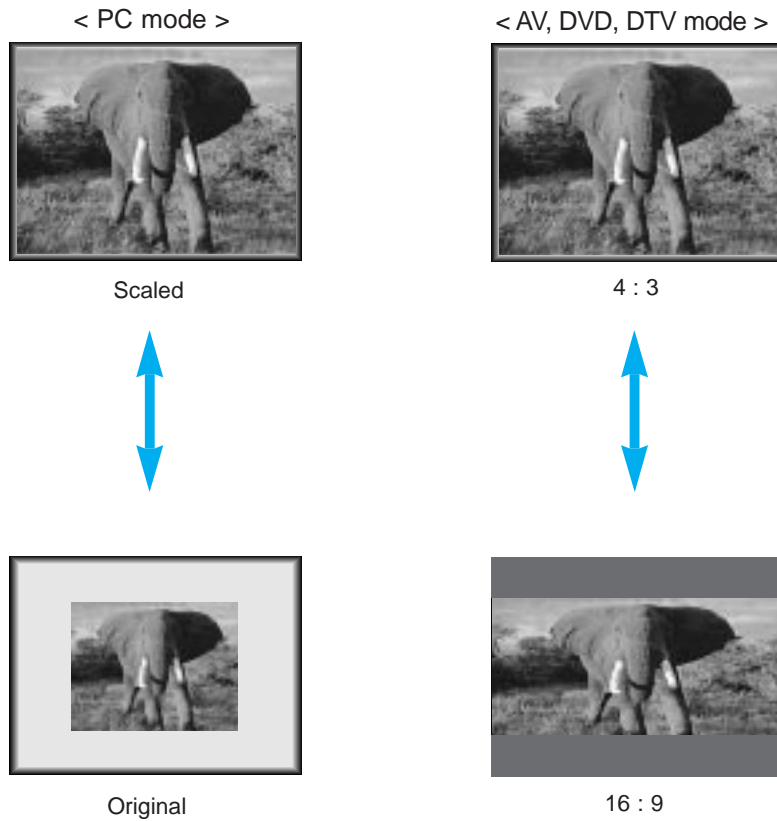 < PC mode >
< AV, DVD, DTV mode >
Scaled
4 : 3
Original
16 : 9